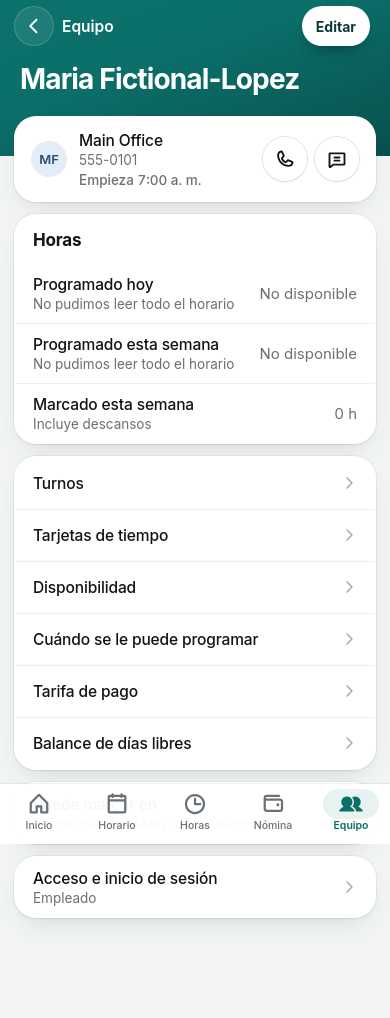 Equipo
Editar
Maria Fictional-Lopez
MF
Main Office
555-0101
Empieza 7:00 a. m.
Horas
Programado hoy
No pudimos leer todo el horario
No disponible
Programado esta semana
No pudimos leer todo el horario
No disponible
Marcado esta semana
Incluye descansos
0 h
Turnos
Tarjetas de tiempo
Disponibilidad
Cuándo se le puede programar
Tarifa de pago
Balance de días libres
Inicio
Horario
Horas
Nómina
Equipo
Acceso e inicio de sesión
Empleado